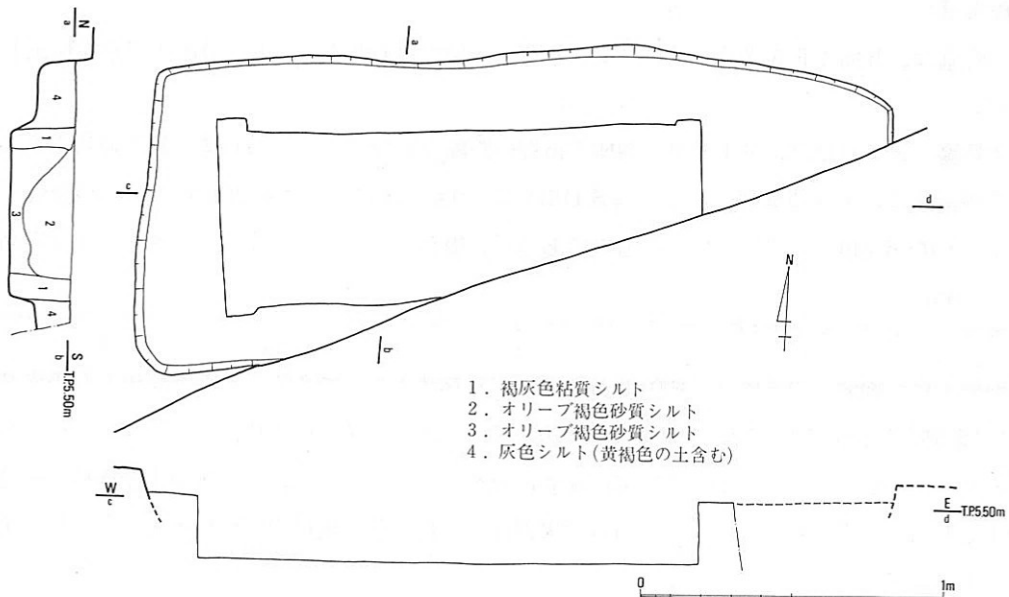 N
a
4
1
3
2
1
4
S
b
T.P.5.50m
a
c
d
N
b
1. 褐灰色粘質シルト
2. オリーブ褐色砂質シルト
3. オリーブ褐色砂質シルト
4. 灰色シルト(黄褐色の土含む)
W
c
E
d
T.P.5.50m
0 1m